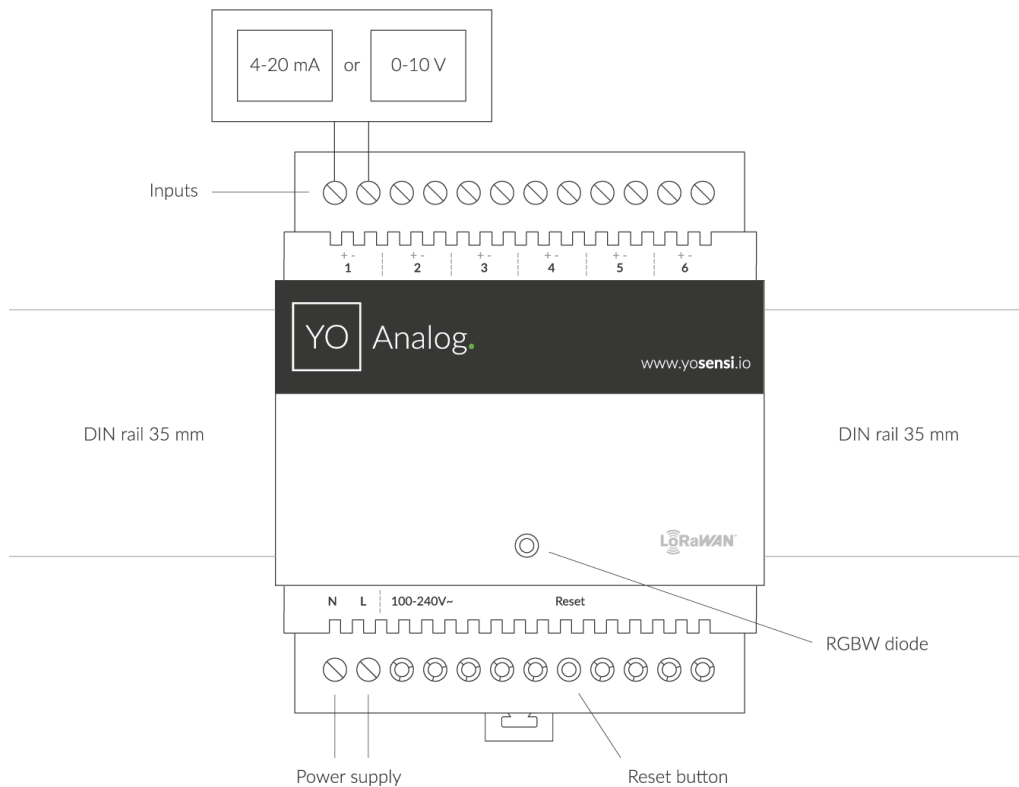 4-20 mA or 0-10 V
Inputs
+ - + - + - + - + - + -
1 2 3 4 5 6
YO Analog.
www.yosensi.io
DIN rail 35 mm DIN rail 35 mm
LoRaWAN
N L 100-240V~ Reset
RGBW diode
Power supply Reset button